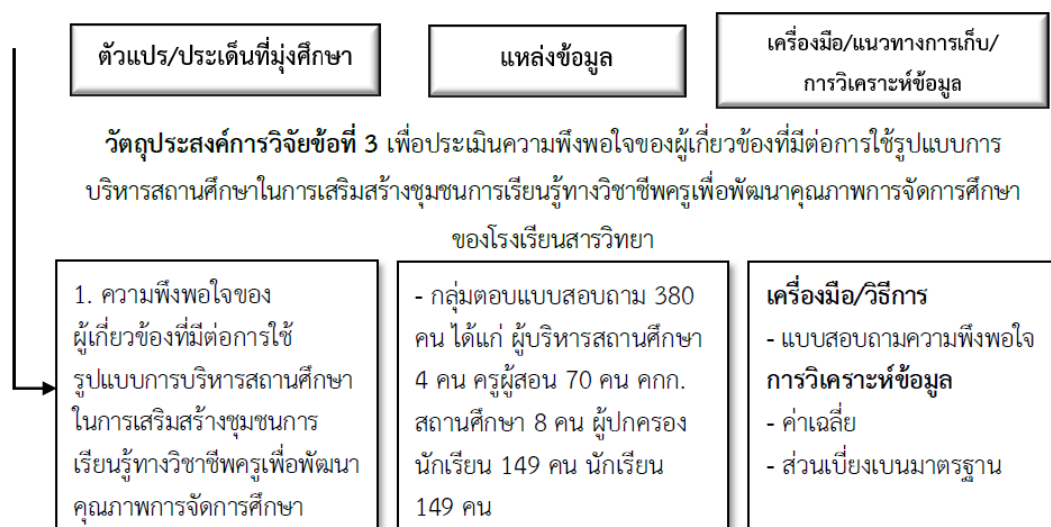 ตัวแปร/ประเด็นที่มุ่งศึกษา
แหล่งข้อมูล
เครื่องมือ/แนวทางการเก็บ/
การวิเคราะห์ข้อมูล
วัตถุประสงค์การวิจัยข้อที่ 3 เพื่อประเมินความพึงพอใจของผู้เกี่ยวข้องที่มีต่อการใช้รูปแบบการ
บริหารสถานศึกษาในการเสริมสร้างชุมชนการเรียนรู้ทางวิชาชีพครูเพื่อพัฒนาคุณภาพการจัดการศึกษา
ของโรงเรียนสารวิทยา
1. ความพึงพอใจของ
ผู้เกี่ยวข้องที่มีต่อการใช้
รูปแบบการบริหารสถานศึกษา
ในการเสริมสร้างชุมชนการ
เรียนรู้ทางวิชาชีพครูเพื่อพัฒนา
คุณภาพการจัดการศึกษา
- กลุ่มตอบแบบสอบถาม 380
คน ได้แก่ ผู้บริหารสถานศึกษา
4 คน ครูผู้สอน 70 คน คกก.
สถานศึกษา 8 คน ผู้ปกครอง
นักเรียน 149 คน นักเรียน
149 คน
เครื่องมือ/วิธีการ
- แบบสอบถามความพึงพอใจ
การวิเคราะห์ข้อมูล
- ค่าเฉลี่ย
- ส่วนเบี่ยงเบนมาตรฐาน